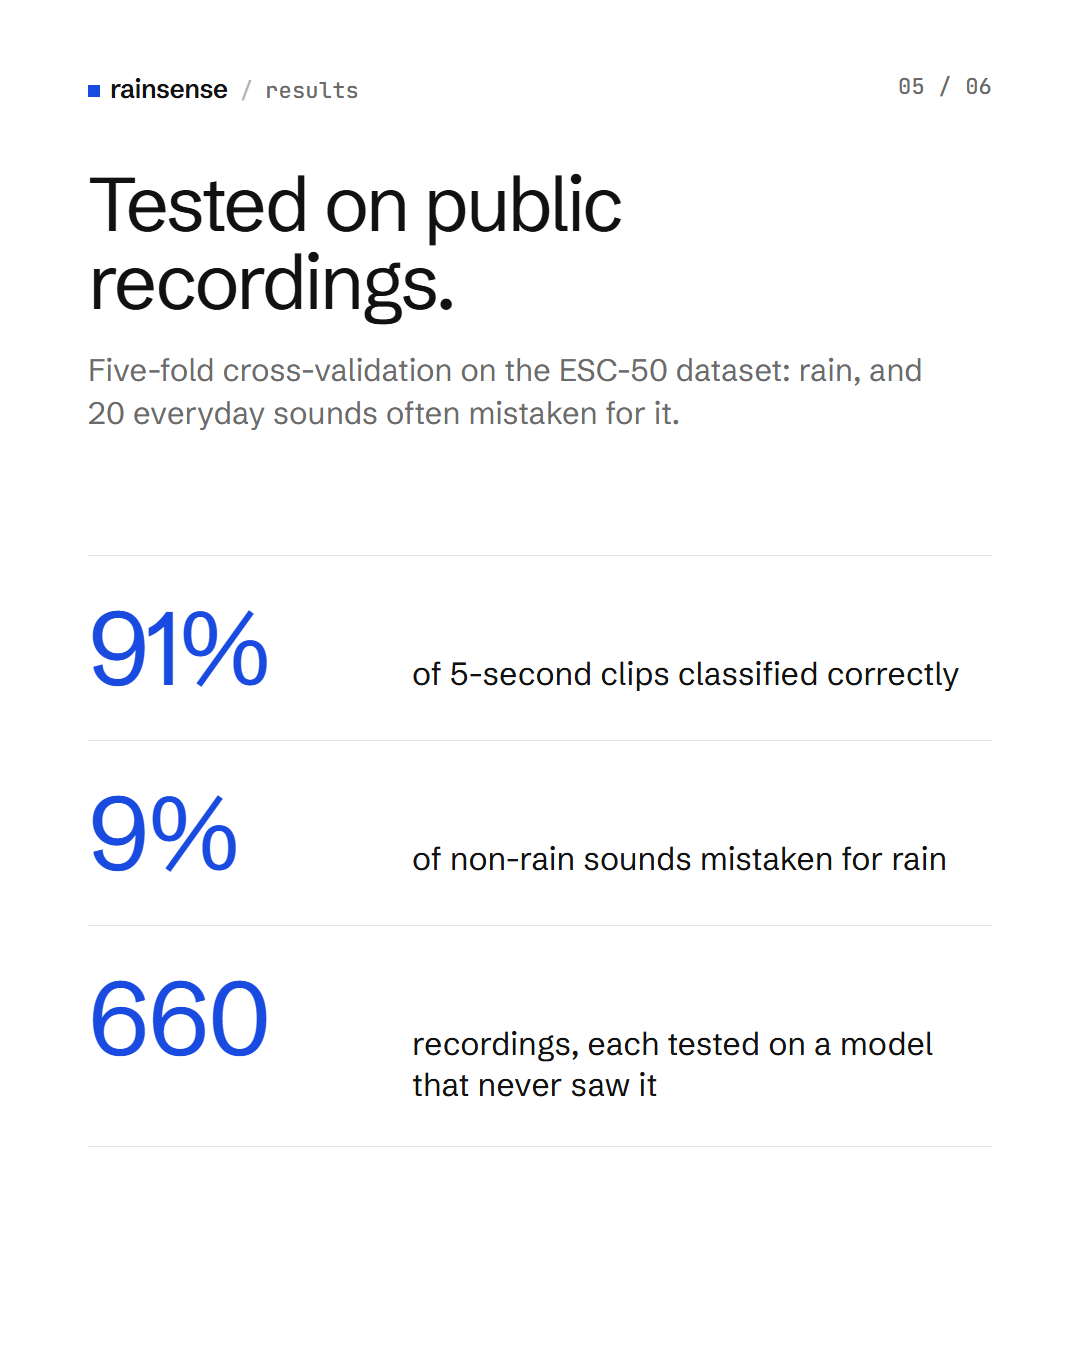 rainsense / results
05 / 06
Tested on public
recordings.
Five-fold cross-validation on the ESC-50 dataset: rain, and
20 everyday sounds often mistaken for it.
91%
of 5-second clips classified correctly
9%
of non-rain sounds mistaken for rain
660
recordings, each tested on a model
that never saw it